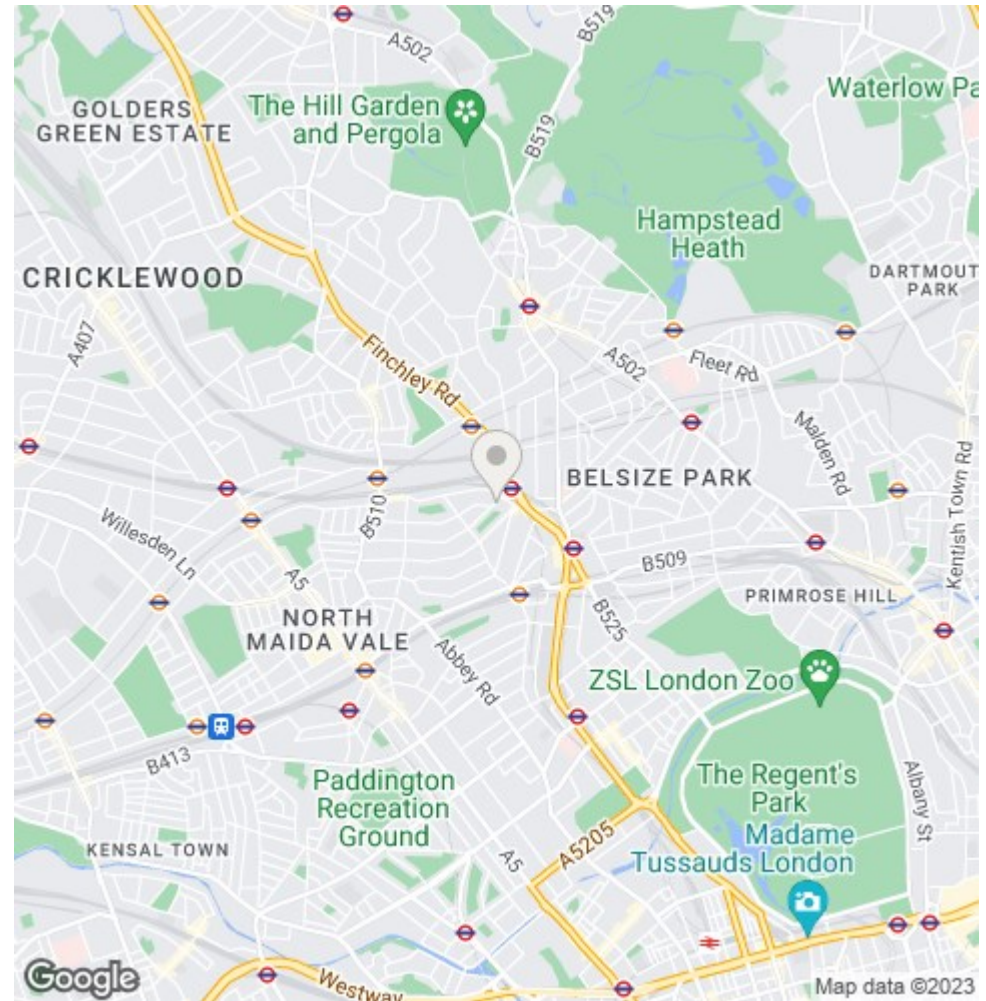 A502
B519
B519
GOLDERS
GREEN ESTATE
The Hill Garden
and Pergola
Waterlow Pa
Hampstead
Heath
CRICKLEWOOD
DARTMOUT
PARK
A407
Finchley Rd
A502
Fleet Rd
Malden Rd
Kentish Town Rd
BELSIZE PARK
B510
Willesden Ln
A5
B509
PRIMROSE HILL
NORTH
MAIDA VALE
B525
Abbey Rd
ZSL London Zoo
B413
Paddington
Recreation
Ground
The Regent's
Park
Albany St
Madame
Tussauds London
KENSAL TOWN
A5
A5205
Westway
Google
Map data ©2023